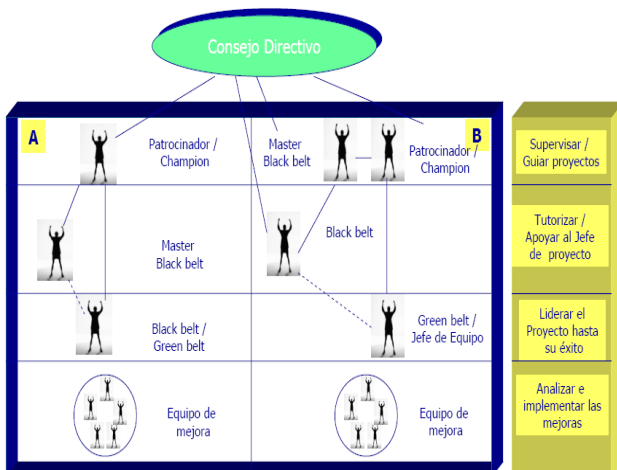 Consejo Directivo
A
Patrocinador /
Champion
Master
Black belt
B
Patrocinador /
Champion
Supervisar /
Guiar proyectos
Master
Black belt
Black belt
Tutorizar /
Apoyar al Jefe
de proyecto
Black belt /
Green belt
Green belt /
Jefe de Equipo
Liderar el
Proyecto hasta
su éxito
Equipo de
mejora
Equipo de
mejora
Analizar e
implementar las
mejoras